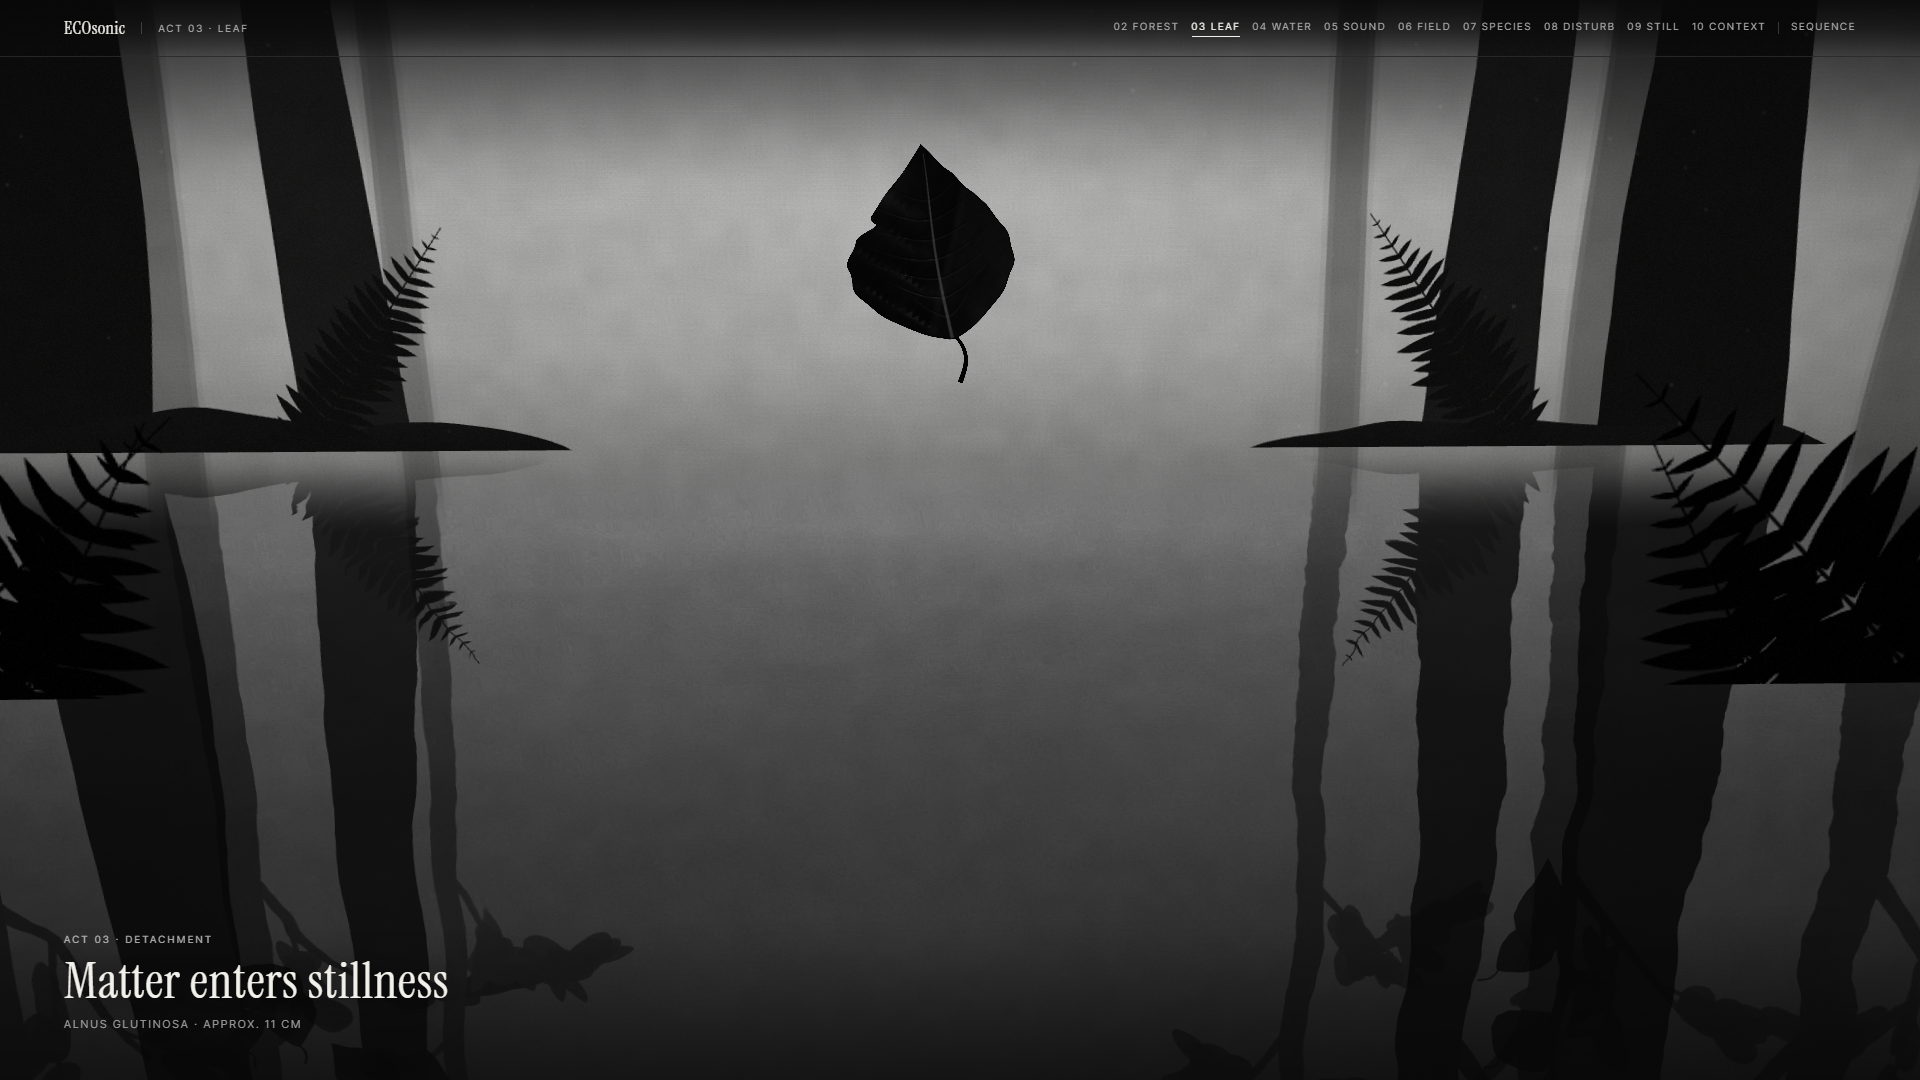 ECOsonic
ACT 03 · LEAF
02 FOREST 03 LEAF 04 WATER 05 SOUND 06 FIELD 07 SPECIES 08 DISTURB 09 STILL 10 CONTEXT SEQUENCE
ACT 03 · DETACHMENT
Matter enters stillness
ALNUS GLUTINOSA · APPROX. 11 CM